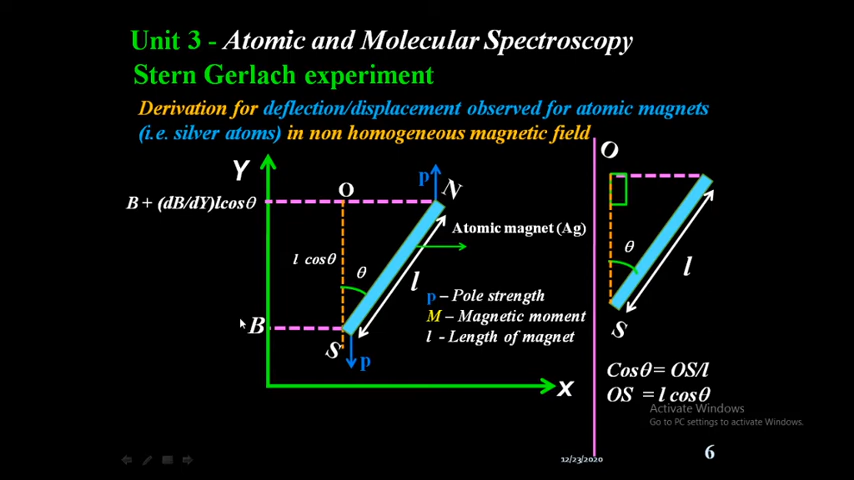 Unit 3 - Atomic and Molecular Spectroscopy
Stern Gerlach experiment
Derivation for deflection/displacement observed for atomic magnets
(i.e. silver atoms) in non homogeneous magnetic field
Y
B + (dB/dY)lcosθ
O
p
N
Atomic magnet (Ag)
l cosθ
θ
l
p – Pole strength
M – Magnetic moment
l - Length of magnet
B
S
p
X
O
θ
l
S
Cosθ = OS/l
OS = l cosθ
Activate Windows
Go to PC settings to activate Windows.
12/23/2020
6